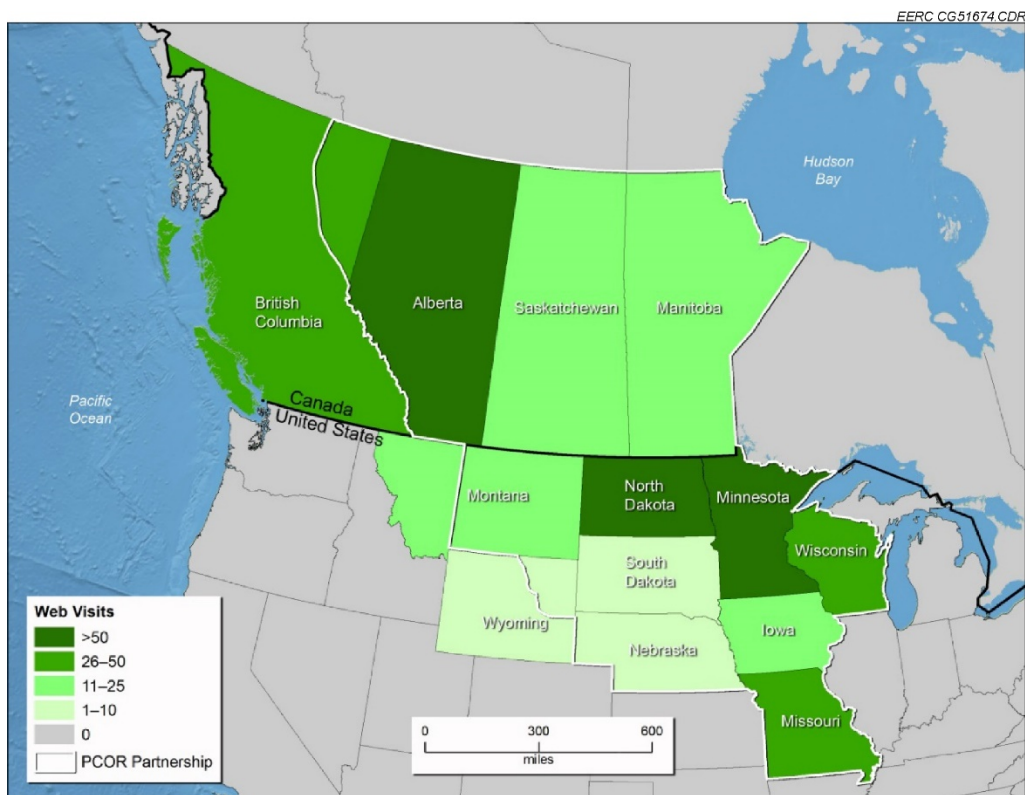 EERC CG51674.CDR
Hudson
Bay
British
Columbia
Alberta
Saskatchewan
Manitoba
Pacific
Ocean
Canada
United States
Montana
North
Dakota
Minnesota
Wisconsin
South
Dakota
Wyoming
Nebraska
Iowa
Missouri
Web Visits
>50
26–50
11–25
1–10
0
PCOR Partnership
0 300 600
miles